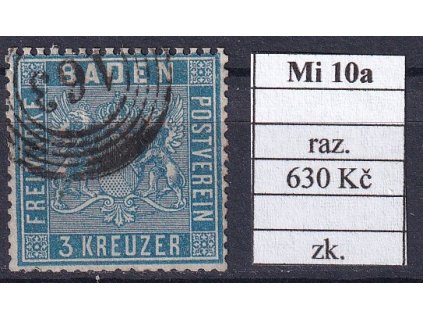 BADEN
FREIMARKE
POSTVEREIN
3 KREUZER
Mi 10a
raz.
630 Kč
zk.